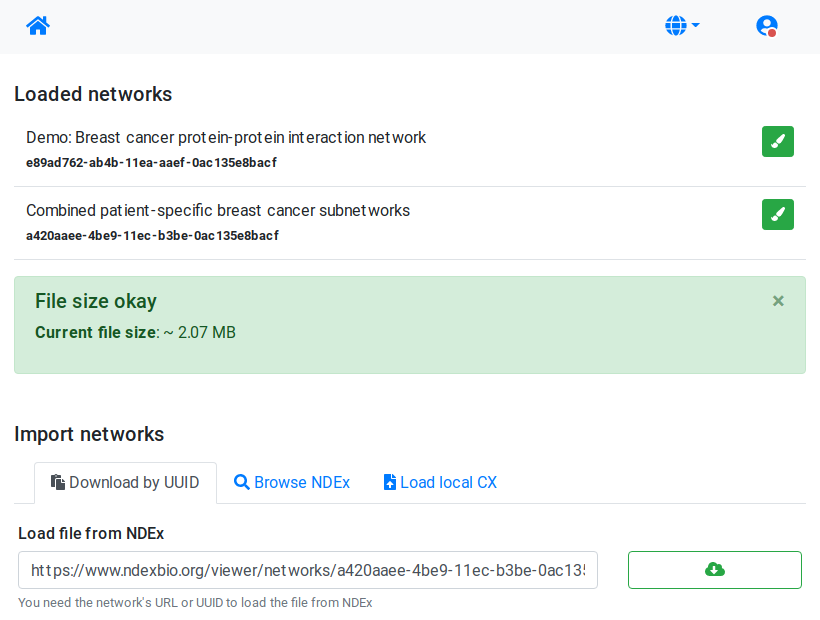 Loaded networks
Demo: Breast cancer protein-protein interaction network
e89ad762-ab4b-11ea-aaef-0ac135e8bacf
Combined patient-specific breast cancer subnetworks
a420aaee-4be9-11ec-b3be-0ac135e8bacf
File size okay ×
Current file size: ~ 2.07 MB
Import networks
Download by UUID Browse NDEx Load local CX
Load file from NDEx
https://www.ndexbio.org/viewer/networks/a420aaee-4be9-11ec-b3be-0ac135
You need the network's URL or UUID to load the file from NDEx